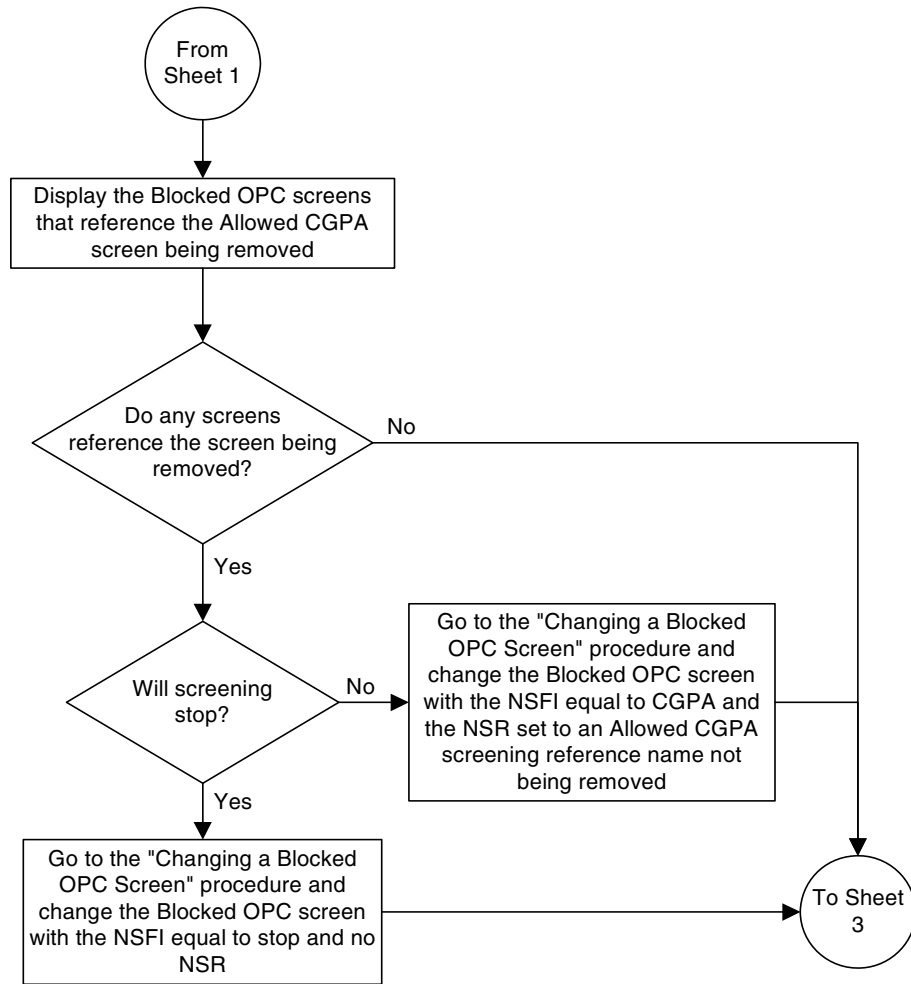 From
Sheet 1
Display the Blocked OPC screens
that reference the Allowed CGPA
screen being removed
Do any screens
reference the screen being
removed?
No
Yes
Will screening
stop?
No
Go to the "Changing a Blocked
OPC Screen" procedure and
change the Blocked OPC screen
with the NSFI equal to CGPA and
the NSR set to an Allowed CGPA
screening reference name not
being removed
Yes
Go to the "Changing a Blocked
OPC Screen" procedure and
change the Blocked OPC screen
with the NSFI equal to stop and no
NSR
To Sheet
3